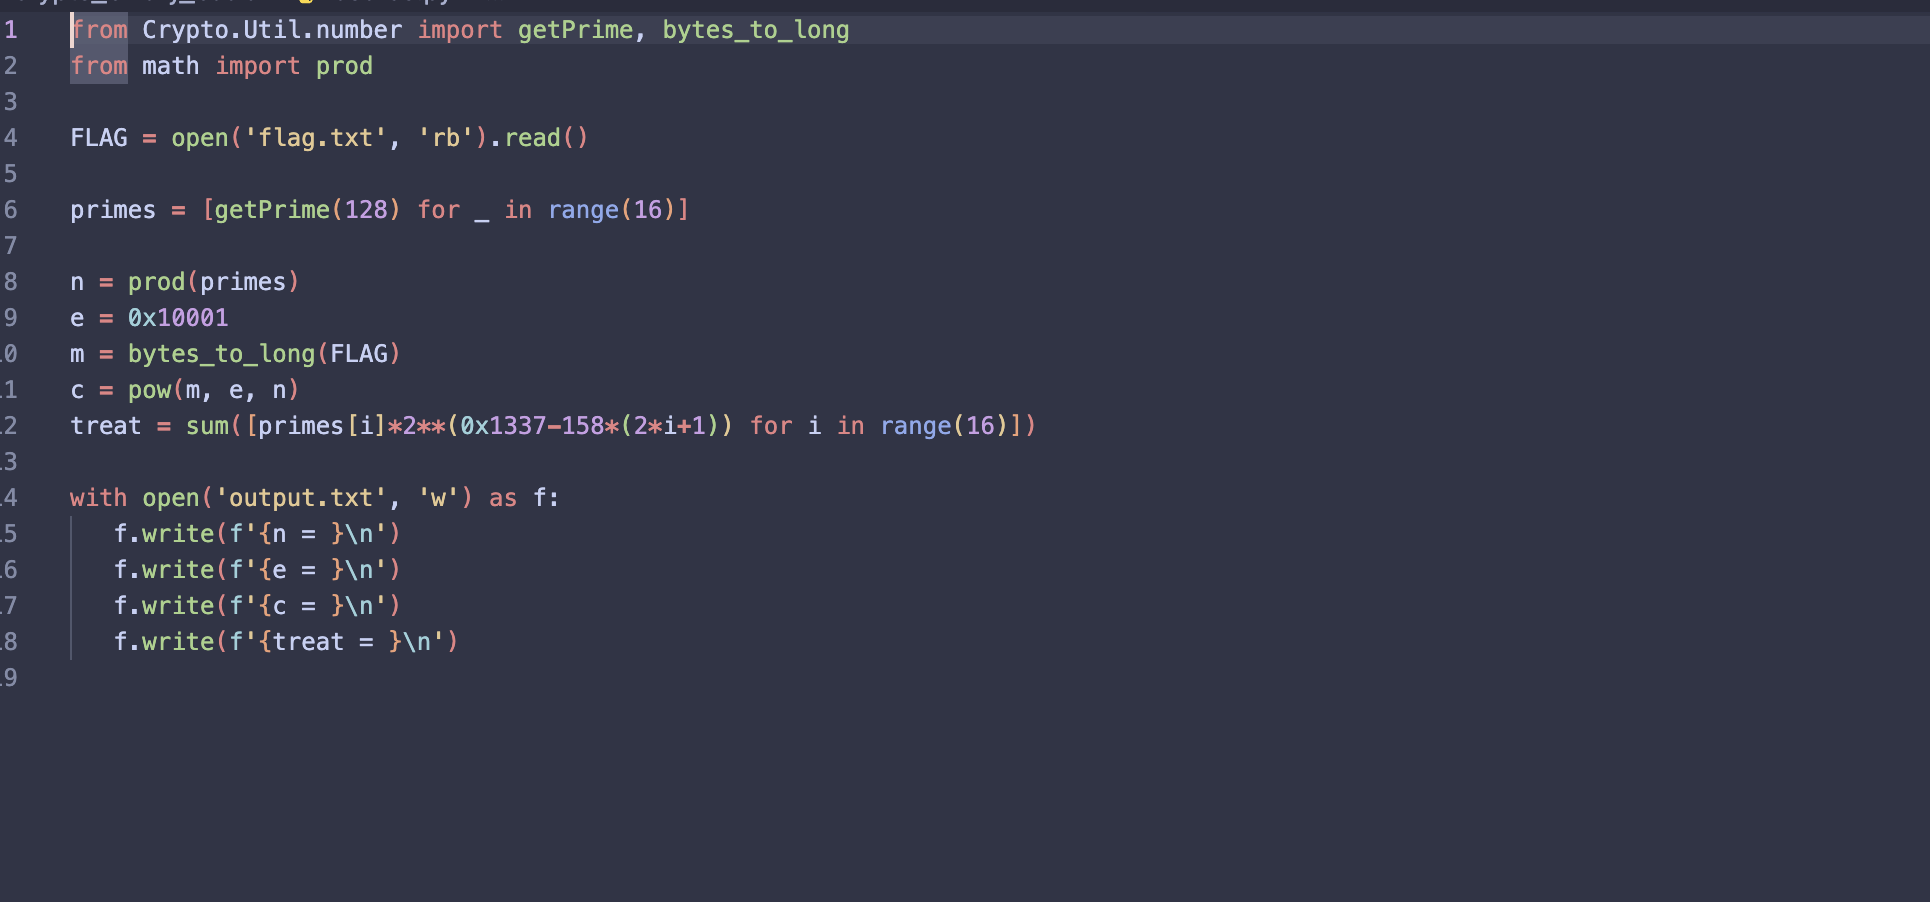 1 from Crypto.Util.number import getPrime, bytes_to_long
2 from math import prod
3
4 FLAG = open('flag.txt', 'rb').read()
5
6 primes = [getPrime(128) for _ in range(16)]
7
8 n = prod(primes)
9 e = 0x10001
0 m = bytes_to_long(FLAG)
1 c = pow(m, e, n)
2 treat = sum([primes[i]*2**(0x1337-158*(2*i+1)) for i in range(16)])
3
4 with open('output.txt', 'w') as f:
5    f.write(f'{n = }\n')
6    f.write(f'{e = }\n')
7    f.write(f'{c = }\n')
8    f.write(f'{treat = }\n')
9